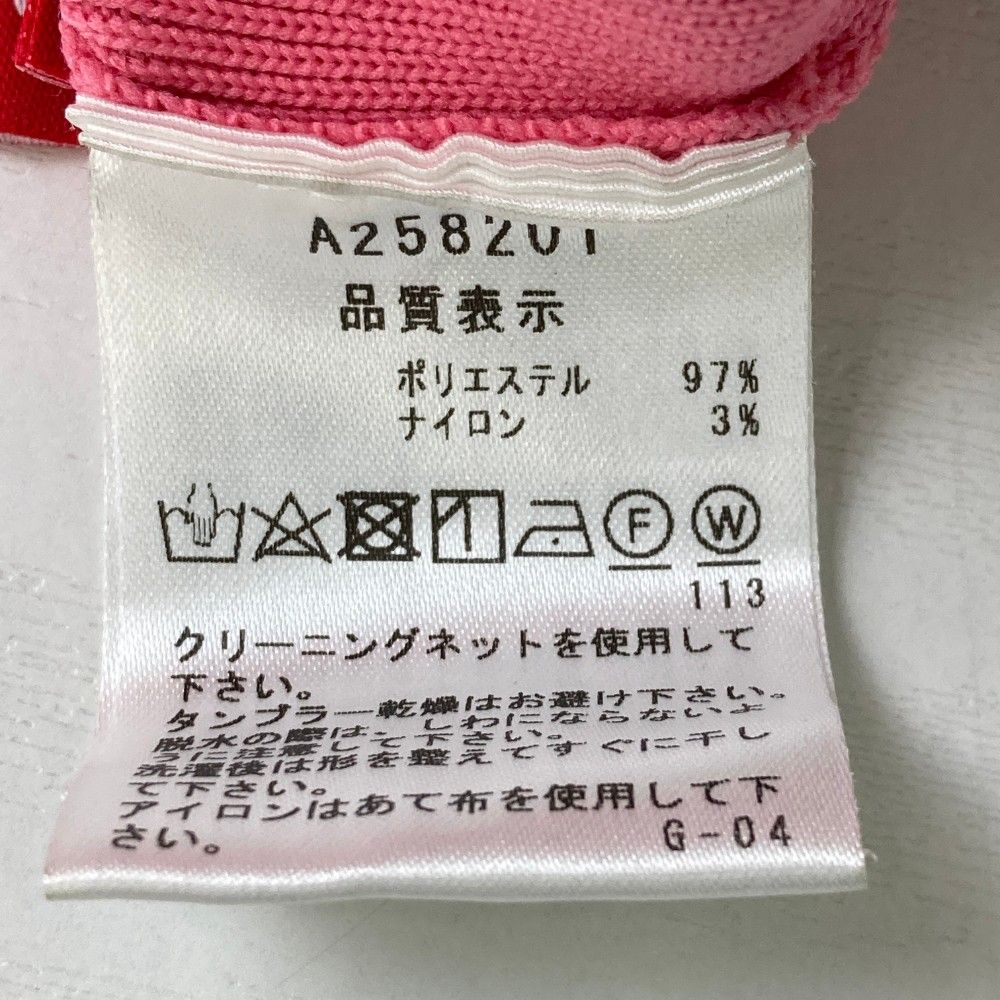 A258201
品質表示
ポリエステル 97%
ナイロン 3%
F W
113
クリーニングネットを使用して
下さい。
タンブラー乾燥はお避け下さい。
脱水の際は、しわにならないよ
うに注意して下さい。
洗濯後は形を整えてすぐに干し
て下さい。
アイロンはあて布を使用して下
さい。
G-04